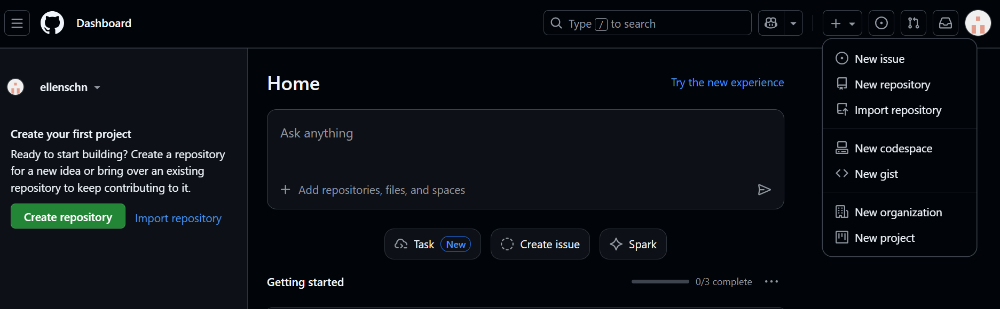 Dashboard
Type / to search
ellenschn
Create your first project
Ready to start building? Create a repository
for a new idea or bring over an existing
repository to keep contributing to it.
Create repository
Import repository
Home
Try the new experience
Ask anything
Add repositories, files, and spaces
Task New
Create issue
Spark
Getting started
0/3 complete
New issue
New repository
Import repository
New codespace
New gist
New organization
New project